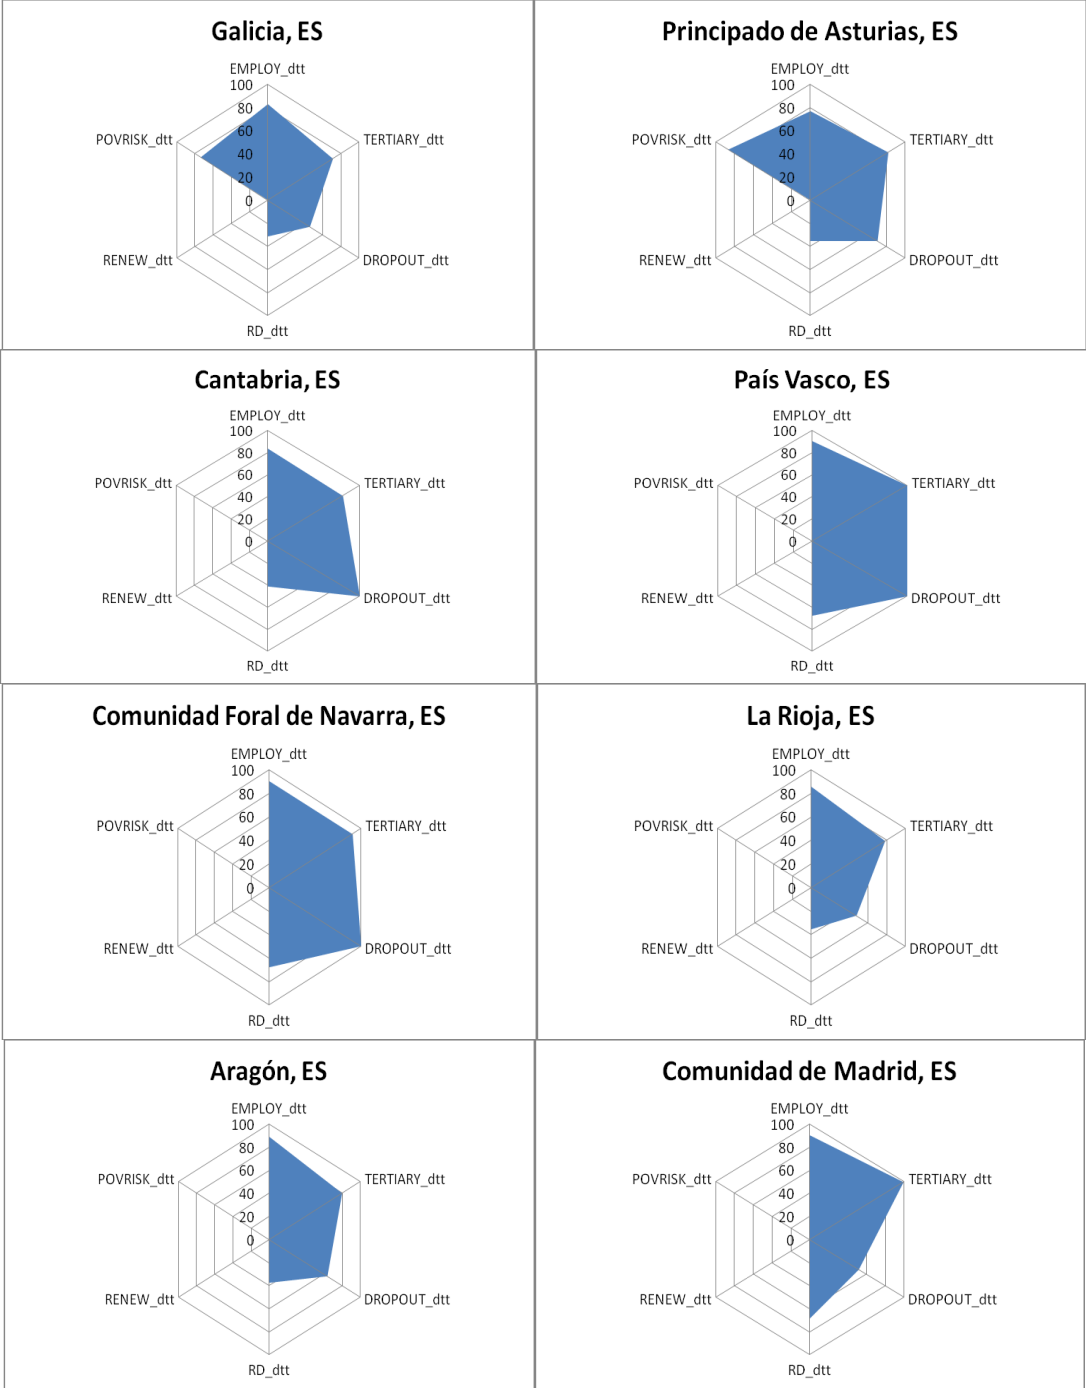 Galicia, ES
EMPLOY_dtt
100
80
60
40
20
0
TERTIARY_dtt
DROPOUT_dtt
RD_dtt
RENEW_dtt
POVRISK_dtt
Principado de Asturias, ES
EMPLOY_dtt
100
80
60
40
20
0
TERTIARY_dtt
DROPOUT_dtt
RD_dtt
RENEW_dtt
POVRISK_dtt
Cantabria, ES
EMPLOY_dtt
100
80
60
40
20
0
TERTIARY_dtt
DROPOUT_dtt
RD_dtt
RENEW_dtt
POVRISK_dtt
País Vasco, ES
EMPLOY_dtt
100
80
60
40
20
0
TERTIARY_dtt
DROPOUT_dtt
RD_dtt
RENEW_dtt
POVRISK_dtt
Comunidad Foral de Navarra, ES
EMPLOY_dtt
100
80
60
40
20
0
TERTIARY_dtt
DROPOUT_dtt
RD_dtt
RENEW_dtt
POVRISK_dtt
La Rioja, ES
EMPLOY_dtt
100
80
60
40
20
0
TERTIARY_dtt
DROPOUT_dtt
RD_dtt
RENEW_dtt
POVRISK_dtt
Aragón, ES
EMPLOY_dtt
100
80
60
40
20
0
TERTIARY_dtt
DROPOUT_dtt
RD_dtt
RENEW_dtt
POVRISK_dtt
Comunidad de Madrid, ES
EMPLOY_dtt
100
80
60
40
20
0
TERTIARY_dtt
DROPOUT_dtt
RD_dtt
RENEW_dtt
POVRISK_dtt